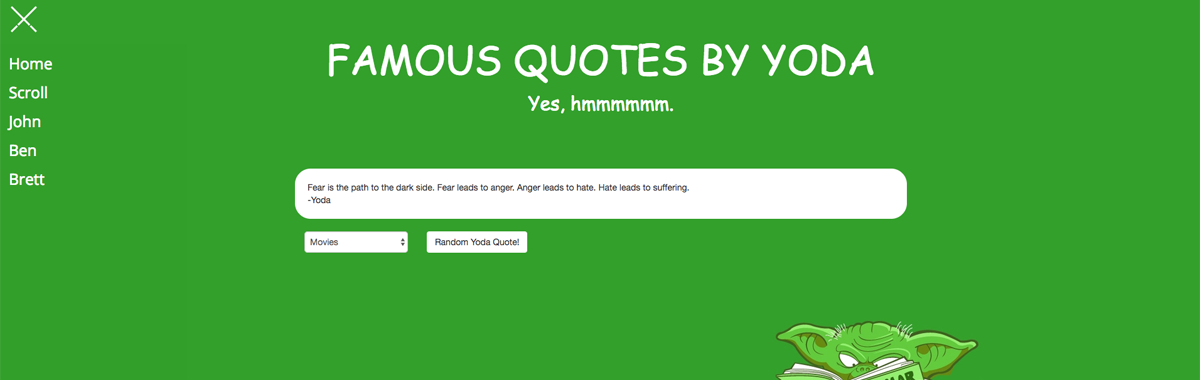 Home
Scroll
John
Ben
Brett
FAMOUS QUOTES BY YODA
Yes, hmmmmmm.
Fear is the path to the dark side. Fear leads to anger. Anger leads to hate. Hate leads to suffering.
-Yoda
Movies
Random Yoda Quote!